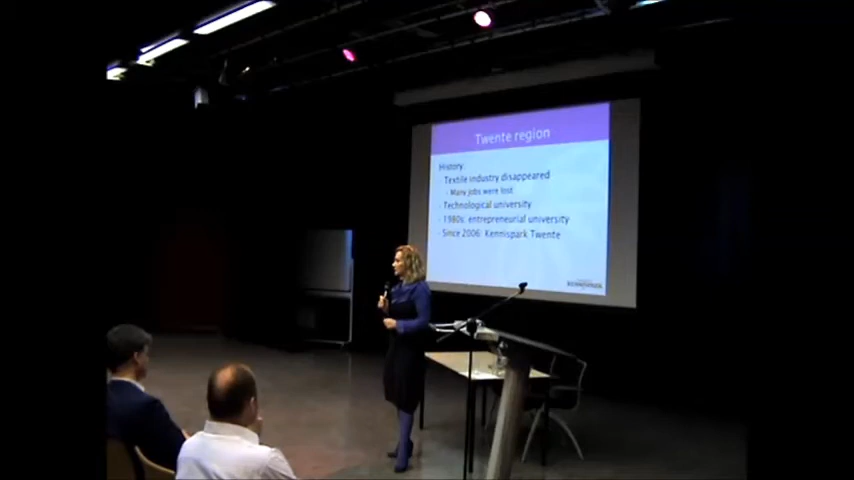 Twente region
History:
Textile industry disappeared
- Many jobs were lost
Technological university
1980s: entrepreneurial university
Since 2006: Kennispark Twente